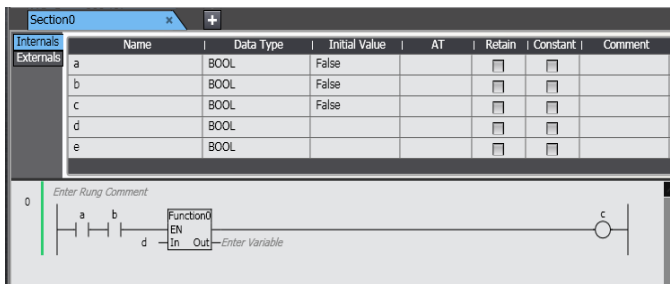 Section0 × +
Internals Name Data Type Initial Value AT Retain Constant Comment
Externals
a BOOL False
b BOOL False
c BOOL False
d BOOL
e BOOL
0 Enter Rung Comment
a b Function0 c
EN
d In Out Enter Variable